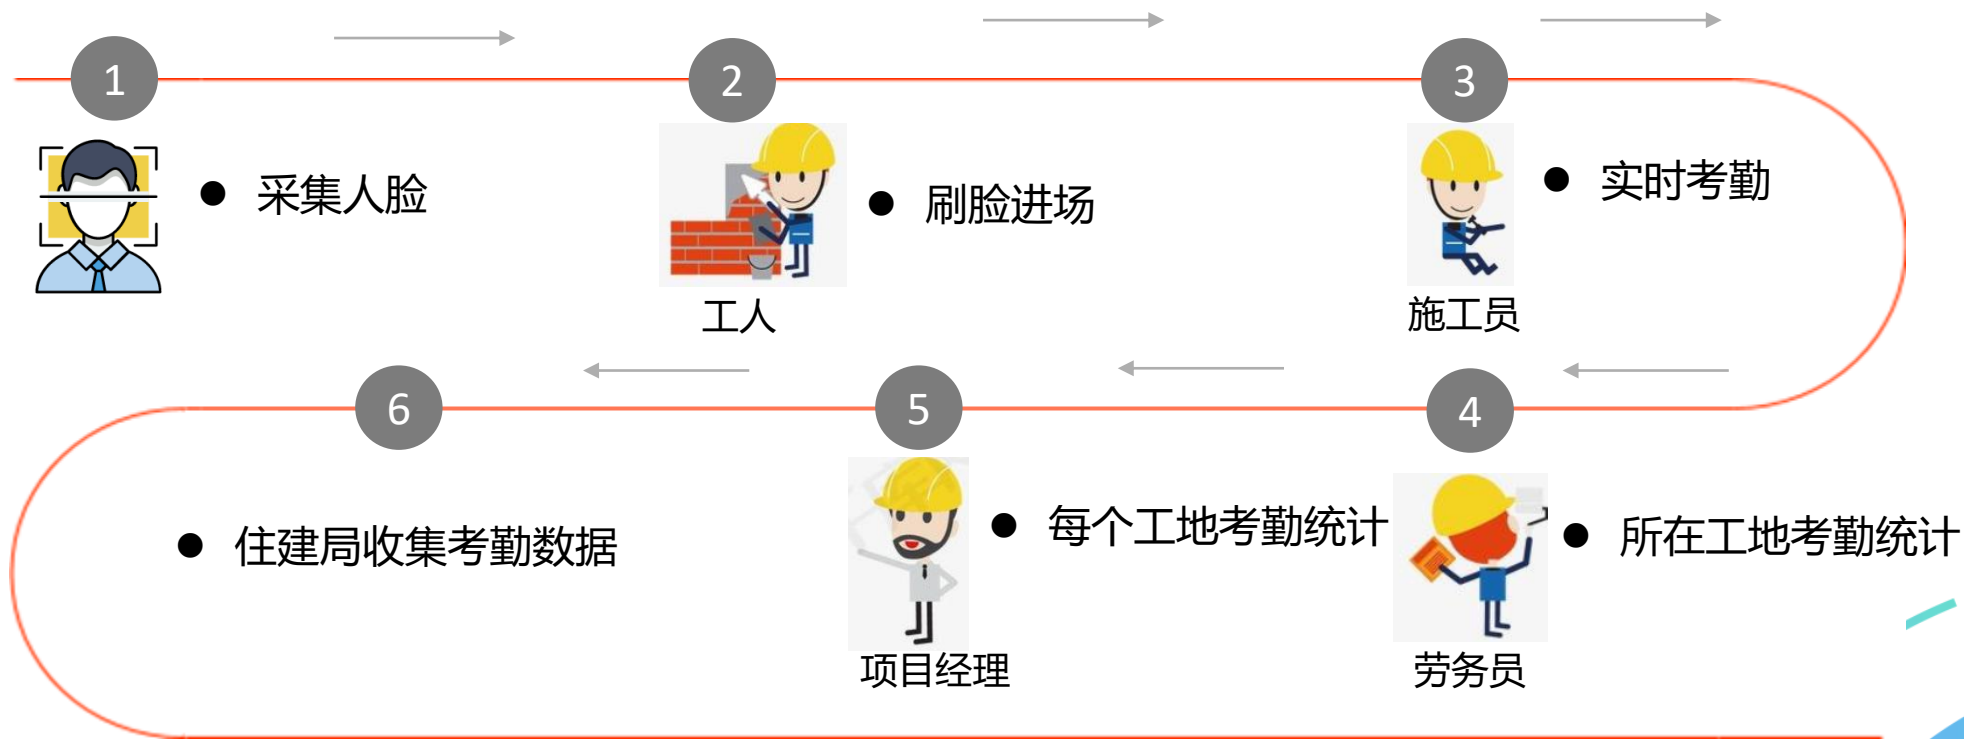 1
采集人脸
2
刷脸进场
工人
3
实时考勤
施工员
4
所在工地考勤统计
劳务员
5
每个工地考勤统计
项目经理
6
住建局收集考勤数据